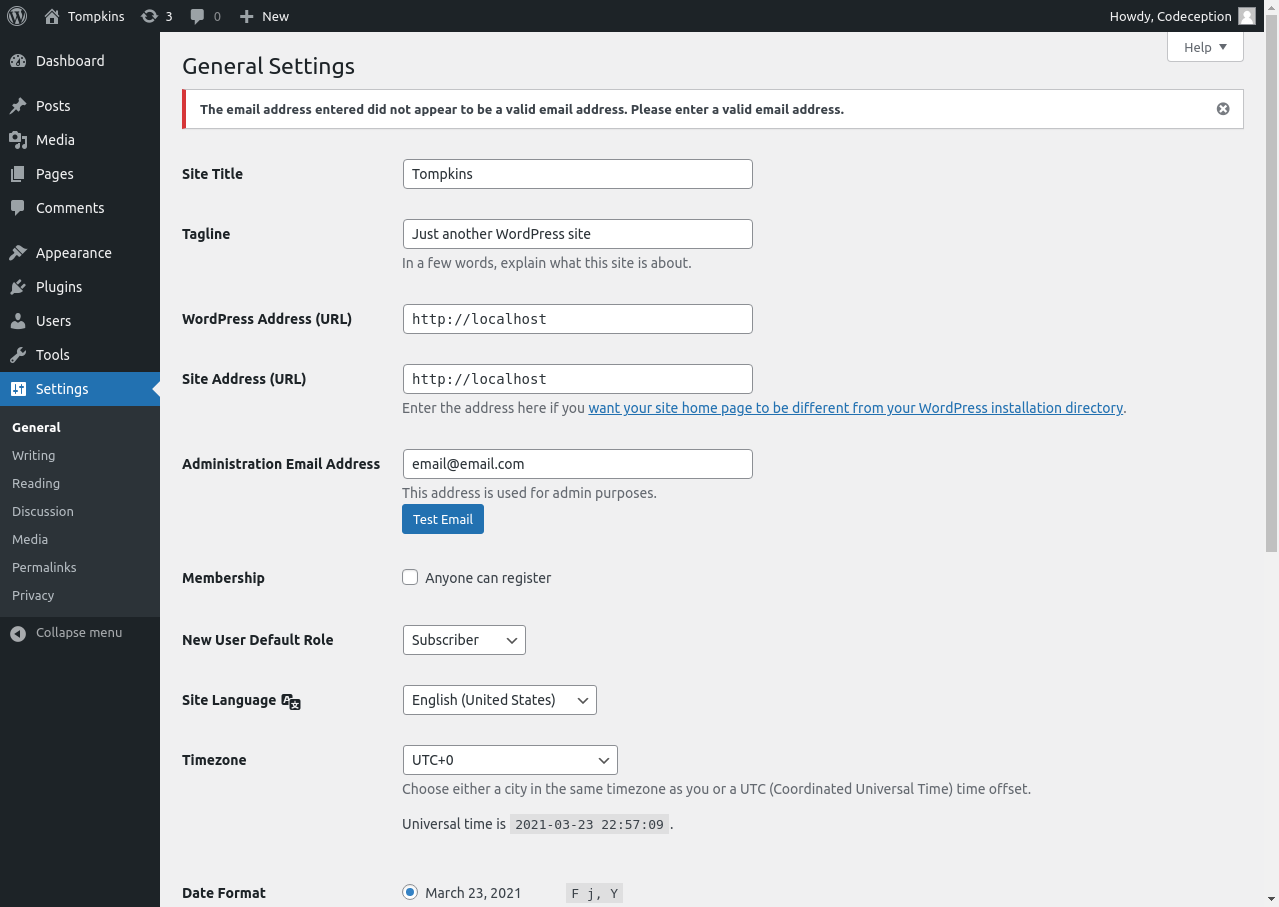 Tompkins
3
0
New
Howdy, Codeception
Help
Dashboard
Posts
Media
Pages
Comments
Appearance
Plugins
Users
Tools
Settings
General
Writing
Reading
Discussion
Media
Permalinks
Privacy
Collapse menu
General Settings
The email address entered did not appear to be a valid email address. Please enter a valid email address.
Site Title
Tompkins
Tagline
Just another WordPress site
In a few words, explain what this site is about.
WordPress Address (URL)
http://localhost
Site Address (URL)
http://localhost
Enter the address here if you want your site home page to be different from your WordPress installation directory.
Administration Email Address
email@email.com
This address is used for admin purposes.
Test Email
Membership
Anyone can register
New User Default Role
Subscriber
Site Language
English (United States)
Timezone
UTC+0
Choose either a city in the same timezone as you or a UTC (Coordinated Universal Time) time offset.
Universal time is 2021-03-23 22:57:09 .
Date Format
March 23, 2021
F j, Y